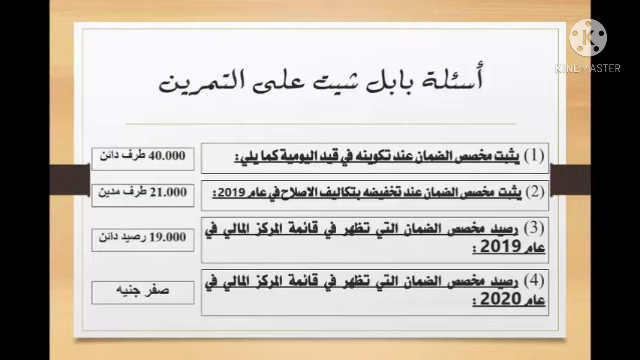 KINEMASTER
أسئلة بابل شيت على التمرين
(1) يثبت مخصص الضمان عند تكوينه في قيد اليومية كما يلي :
40.000 طرف دائن
(2) يثبت مخصص الضمان عند تخفيضه بتكاليف الاصلاح في عام 2019 :
21.000 طرف مدين
(3) رصيد مخصص الضمان التي تظهر في قائمة المركز المالي في
عام 2019 :
19.000 رصيد دائن
(4) رصيد مخصص الضمان التي تظهر في قائمة المركز المالي في
عام 2020 :
صفر جنيه